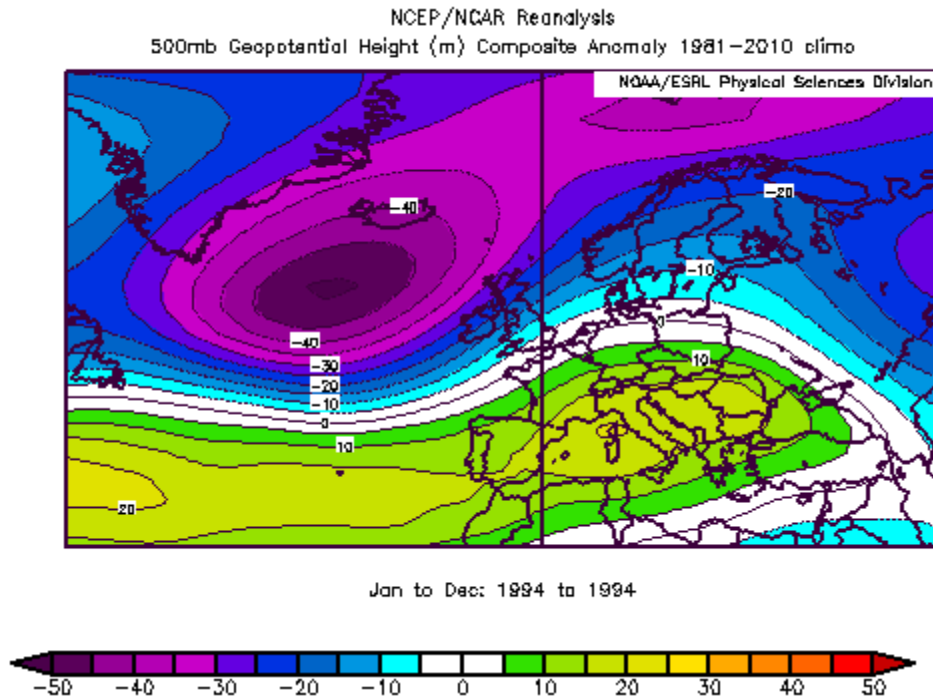 NCEP/NCAR Reanalysis
500mb Geopotential Height (m) Composite Anomaly 1981-2010 climo
NOAA/ESRL Physical Sciences Division
-40
-20
-10
0
-40
-30
-20
-10
0
10
10
20
Jan to Dec: 1994 to 1994
-50 -40 -30 -20 -10 0 10 20 30 40 50